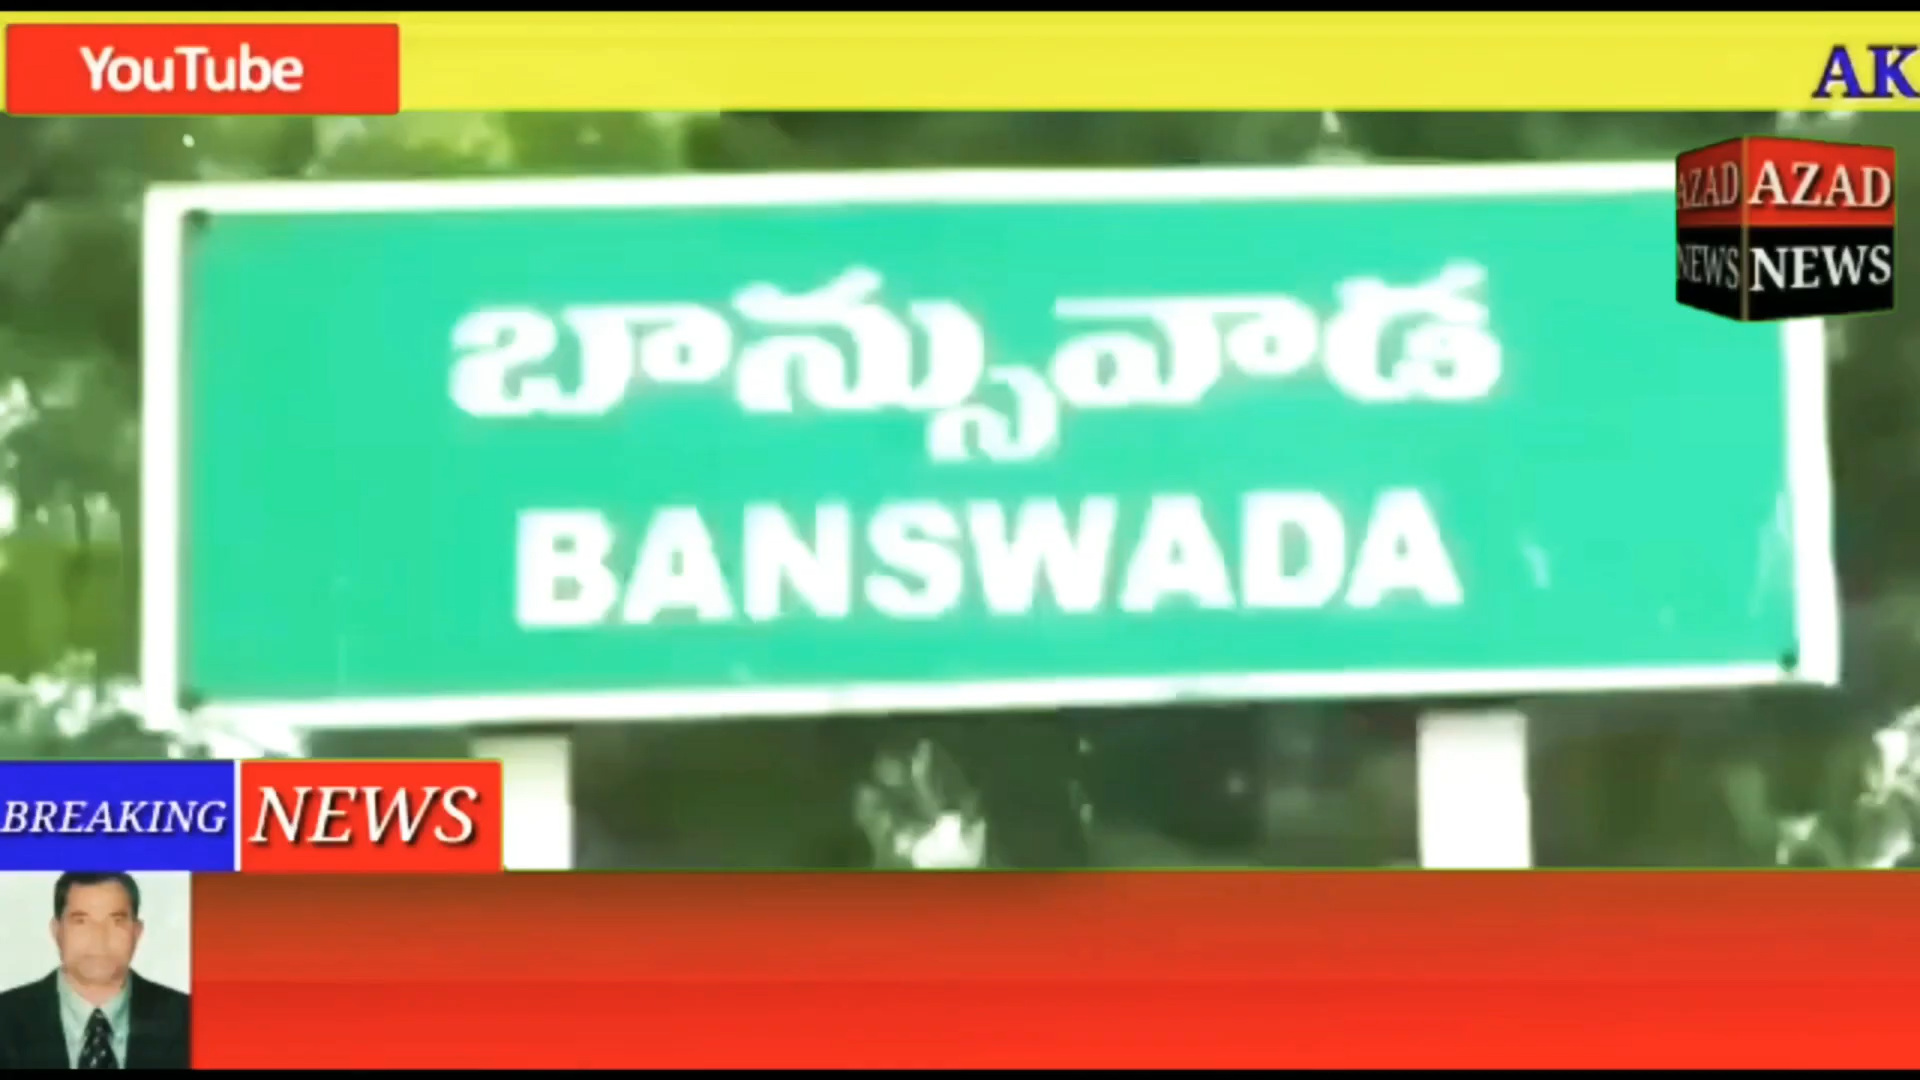 YouTube
AK
AZAD AZAD
NEWS NEWS
బాన్సువాడ
BANSWADA
BREAKING NEWS